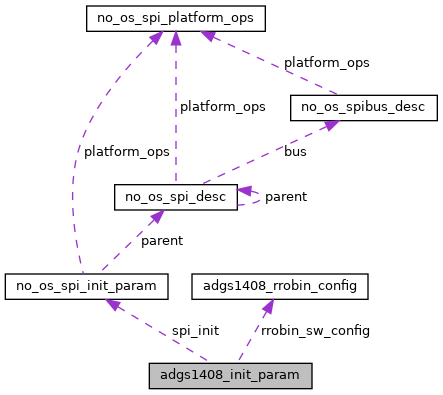 no_os_spi_platform_ops
platform_ops
no_os_spibus_desc
platform_ops
platform_ops
bus
no_os_spi_desc
parent
parent
no_os_spi_init_param
adgs1408_rrobin_config
spi_init
rrobin_sw_config
adgs1408_init_param